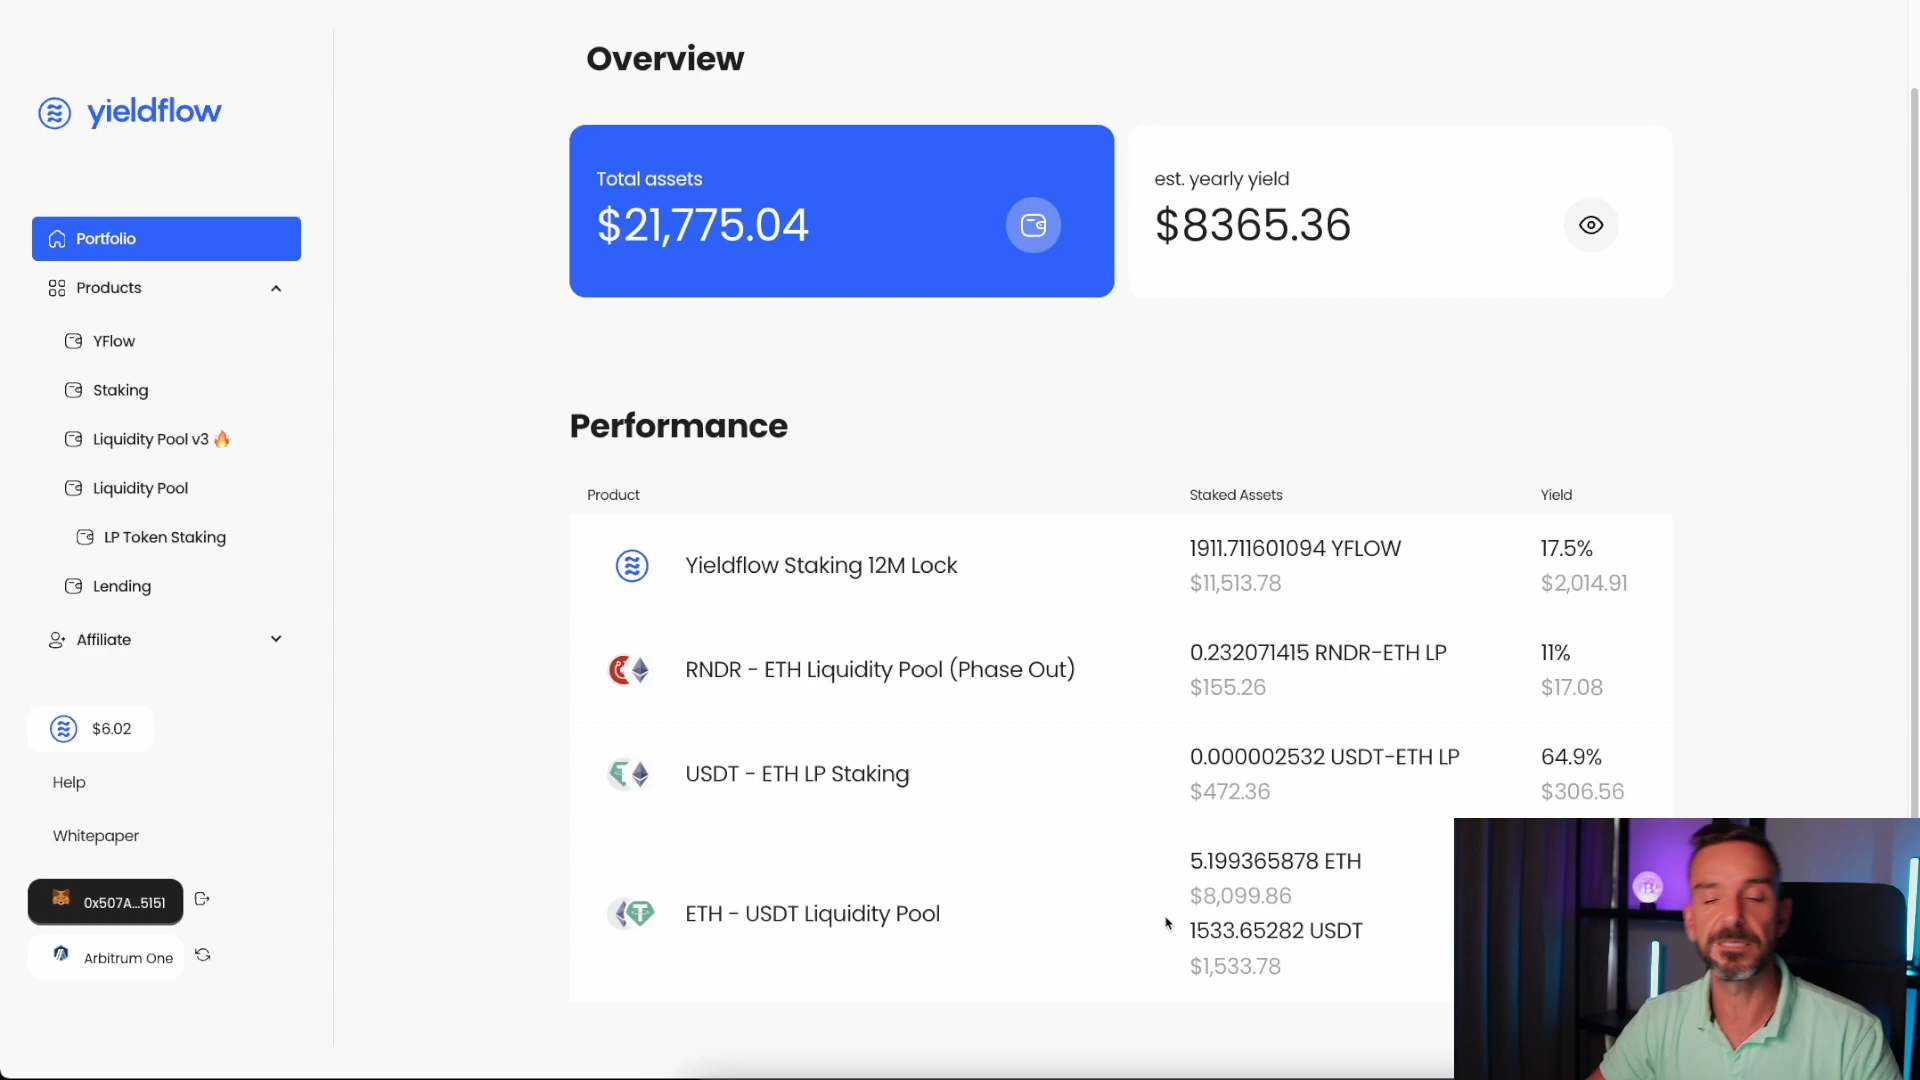 yieldflow
Portfolio
Products
YFlow
Staking
Liquidity Pool v3 🔥
Liquidity Pool
LP Token Staking
Lending
Affiliate
$6.02
Help
Whitepaper
0x507A...5151
Arbitrum One
Overview
Total assets
$21,775.04
est. yearly yield
$8365.36
Performance
Product Staked Assets Yield
Yieldflow Staking 12M Lock 1911.711601094 YFLOW 17.5%
$11,513.78 $2,014.91
RNDR - ETH Liquidity Pool (Phase Out) 0.232071415 RNDR-ETH LP 11%
$155.26 $17.08
USDT - ETH LP Staking 0.000002532 USDT-ETH LP 64.9%
$472.36 $306.56
ETH - USDT Liquidity Pool 5.199365878 ETH
$8,099.86
1533.65282 USDT
$1,533.78